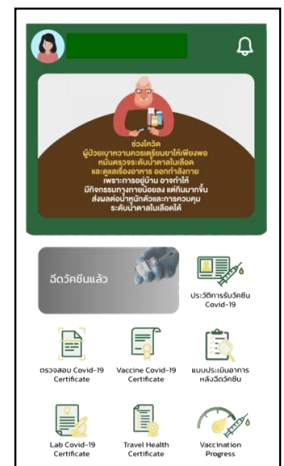 ช่วงโควิด
ผู้ป่วยเบาหวานควรเตรียมยาให้เพียงพอ
หมั่นตรวจระดับน้ำตาลในเลือด
และดูแลเรื่องอาหาร ออกกำลังกาย
เพราะการอยู่บ้าน อาจทำให้
มีกิจกรรมทางกายน้อยลง แต่กินมากขึ้น
ส่งผลต่อน้ำหนักตัวและการควบคุม
ระดับน้ำตาลในเลือดได้
ฉีดวัคซีนแล้ว
ประวัติการรับวัคซีน
Covid-19
ตรวจสอบ Covid-19
Certificate
Vaccine Covid-19
Certificate
แบบประเมินอาการ
หลังฉีดวัคซีน
Lab Covid-19
Certificate
Travel Health
Certificate
Vaccination
Progress